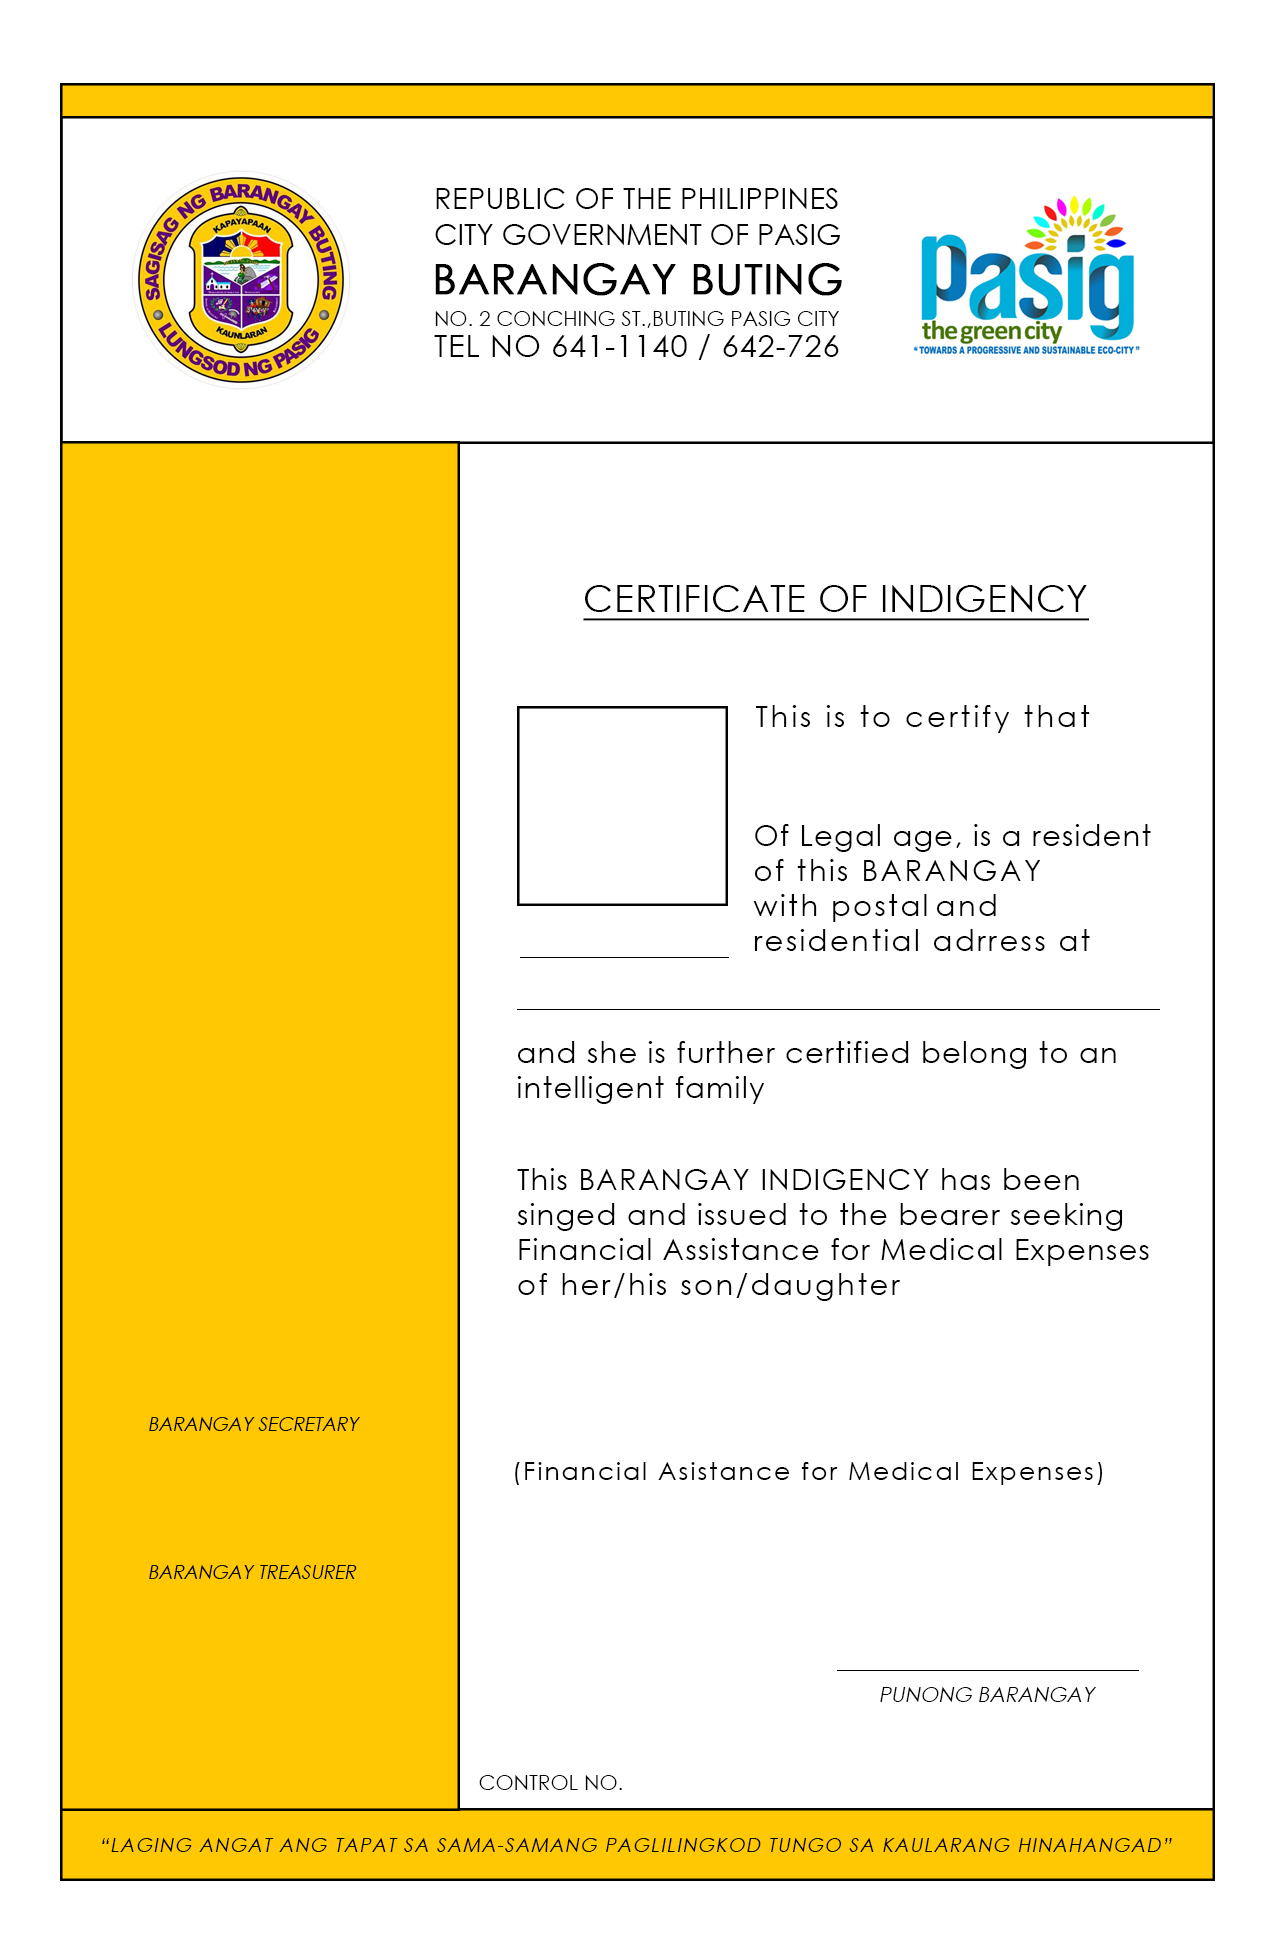 SAGISAG NG BARANGAY BUTING
KAPAYAPAAN
KAUNLARAN
LUNGSOD NG PASIG
REPUBLIC OF THE PHILIPPINES
CITY GOVERNMENT OF PASIG
BARANGAY BUTING
NO. 2 CONCHING ST.,BUTING PASIG CITY
TEL NO 641-1140 / 642-726
Pasig
the green city
“ TOWARDS A PROGRESSIVE AND SUSTAINABLE ECO-CITY ”
CERTIFICATE OF INDIGENCY
This is to certify that
Of Legal age, is a resident
of this BARANGAY
with postal and
residential adrress at
and she is further certified belong to an
intelligent family
This BARANGAY INDIGENCY has been
singed and issued to the bearer seeking
Financial Assistance for Medical Expenses
of her/his son/daughter
BARANGAY SECRETARY
(Financial Asistance for Medical Expenses)
BARANGAY TREASURER
PUNONG BARANGAY
CONTROL NO.
“LAGING ANGAT ANG TAPAT SA SAMA-SAMANG PAGLILINGKOD TUNGO SA KAULARANG HINAHANGAD”